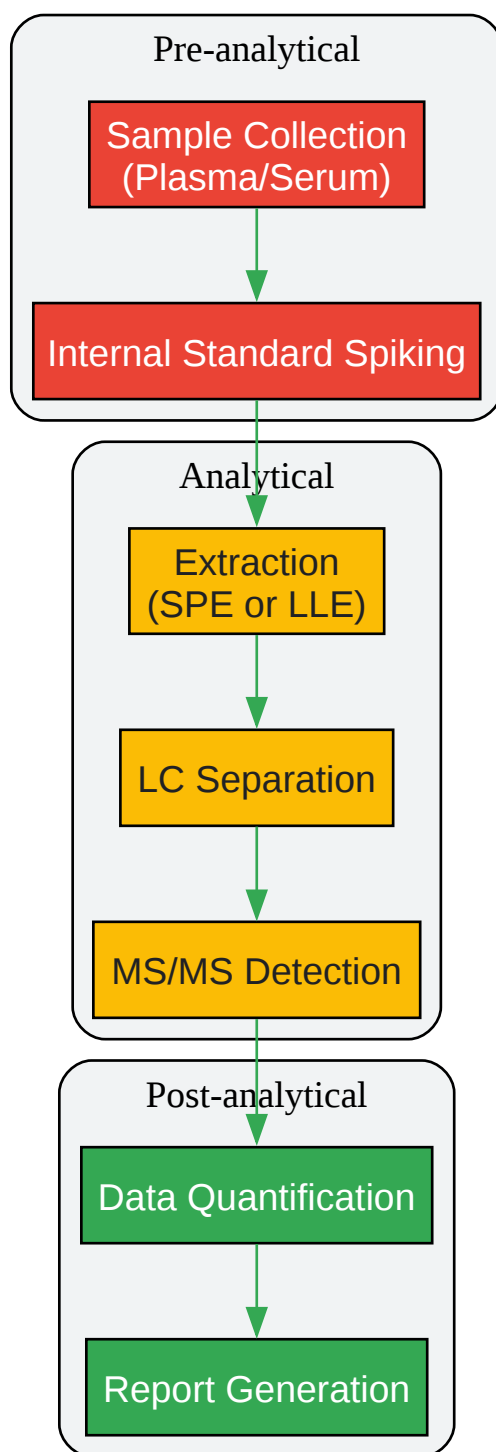 Pre-analytical
Sample Collection
(Plasma/Serum)
Internal Standard Spiking
Analytical
Extraction
(SPE or LLE)
LC Separation
MS/MS Detection
Post-analytical
Data Quantification
Report Generation